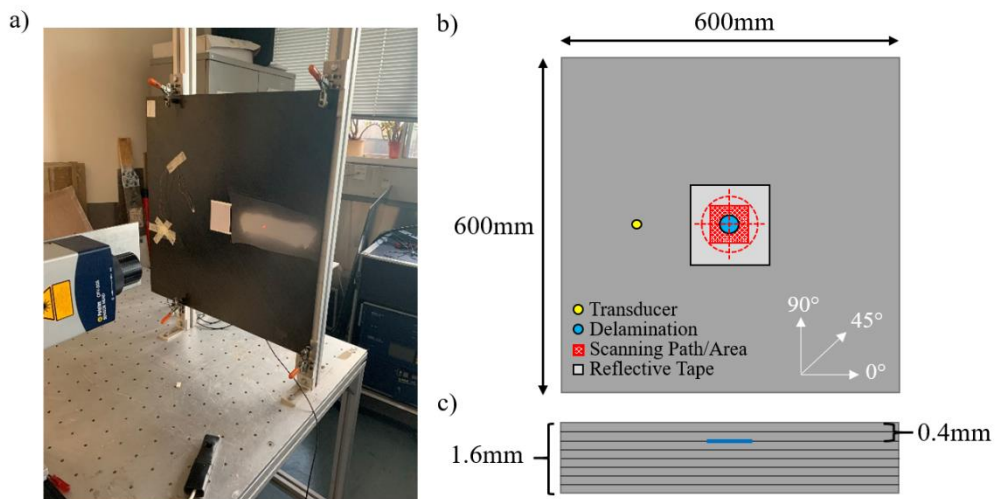 a)
b)
600mm
600mm
Transducer
Delamination
Scanning Path/Area
Reflective Tape
90°
45°
0°
c)
1.6mm
0.4mm